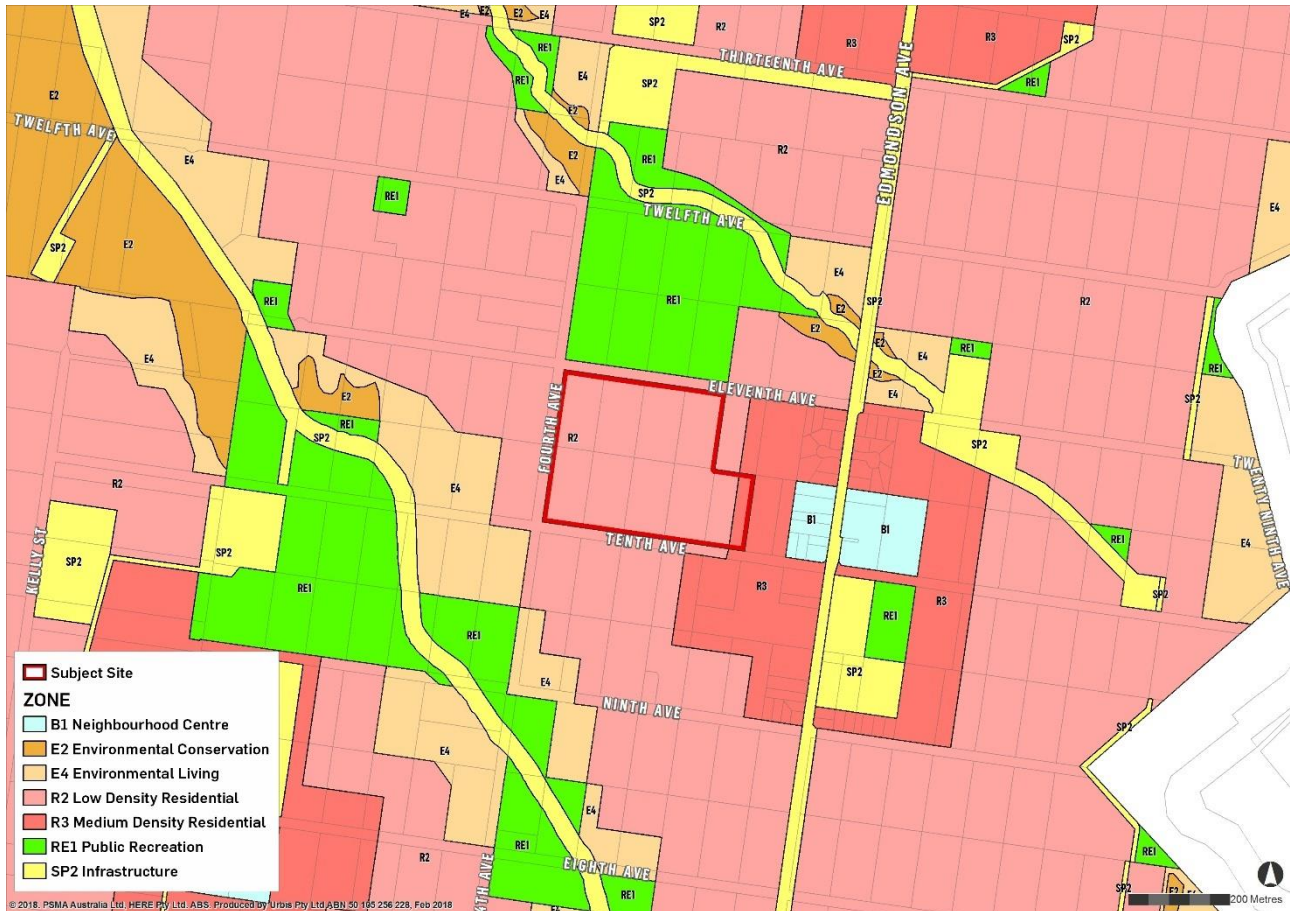 E4
E2
E4
E2
SP2
R2
R3
R3
SP2
THIRTEENTH AVE
EDMONDSON AVE
RE1
RE1
E4
SP2
RE1
E2
TWELFTH AVE
E4
E2
E2
E4
RE1
R2
RE1
SP2
TWELFTH AVE
E4
SP2
E2
RE1
E4
SP2
R2
RE1
E2
E2
E4
E2
RE1
RE1
E4
E2
E4
SP2
ELEVENTH AVE
FOURTH AVE
R2
E2
RE1
SP2
E4
R2
SP2
TWENTY NINTH AVE
E4
B1
B1
KELLY ST
SP2
SP2
TENTH AVE
RE1
SP2
RE1
R3
RE1
R3
RE1
SP2
E4
NINTH AVE
SP2
E4
E4
R2
RE1
EIGHTH AVE
RE1
RE1
SP2
E2
E4
Subject Site
ZONE
B1 Neighbourhood Centre
E2 Environmental Conservation
E4 Environmental Living
R2 Low Density Residential
R3 Medium Density Residential
RE1 Public Recreation
SP2 Infrastructure
200 Metres
© 2018. PSMA Australia Ltd, HERE Pty Ltd. ABS. Produced by Urbis Pty Ltd ABN 50 105 256 228, Feb 2018